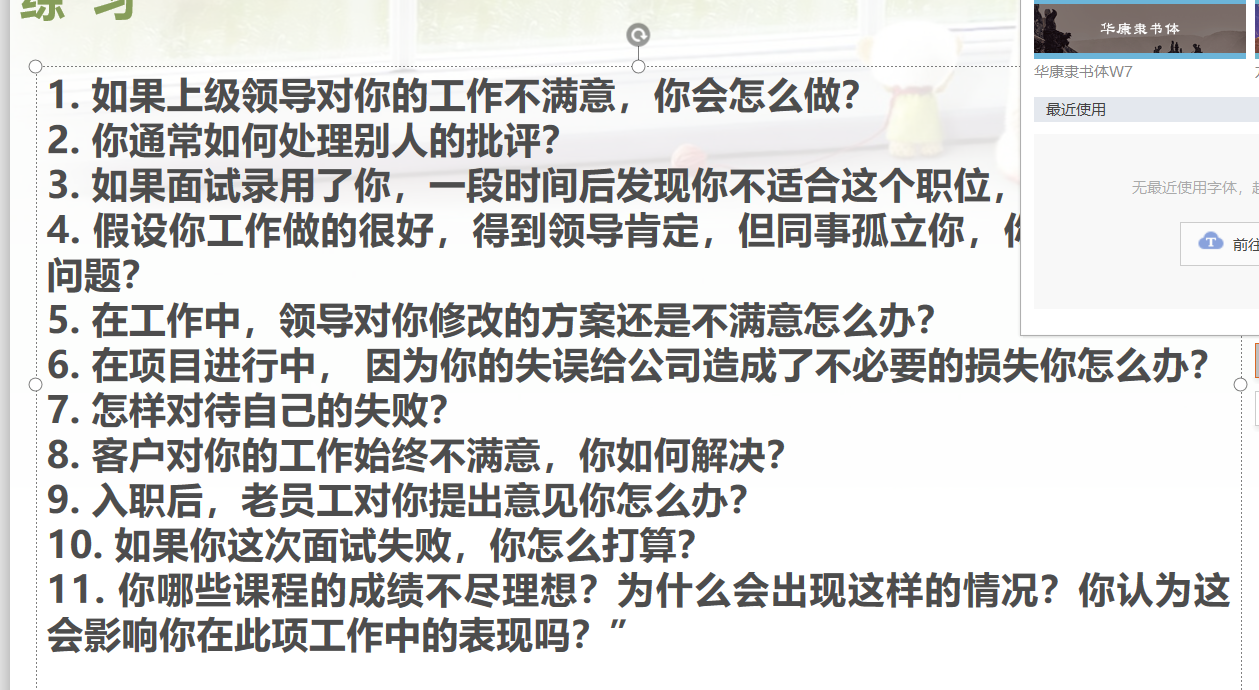 练 习
华康隶书体
华康隶书体W7
最近使用
无最近使用字体，
前往
1. 如果上级领导对你的工作不满意，你会怎么做？
2. 你通常如何处理别人的批评？
3. 如果面试录用了你，一段时间后发现你不适合这个职位，
4. 假设你工作做的很好，得到领导肯定，但同事孤立你，
问题？
5. 在工作中，领导对你修改的方案还是不满意怎么办？
6. 在项目进行中， 因为你的失误给公司造成了不必要的损失你怎么办？
7. 怎样对待自己的失败？
8. 客户对你的工作始终不满意，你如何解决？
9. 入职后，老员工对你提出意见你怎么办？
10. 如果你这次面试失败，你怎么打算？
11. 你哪些课程的成绩不尽理想？为什么会出现这样的情况？你认为这
会影响你在此项工作中的表现吗？”